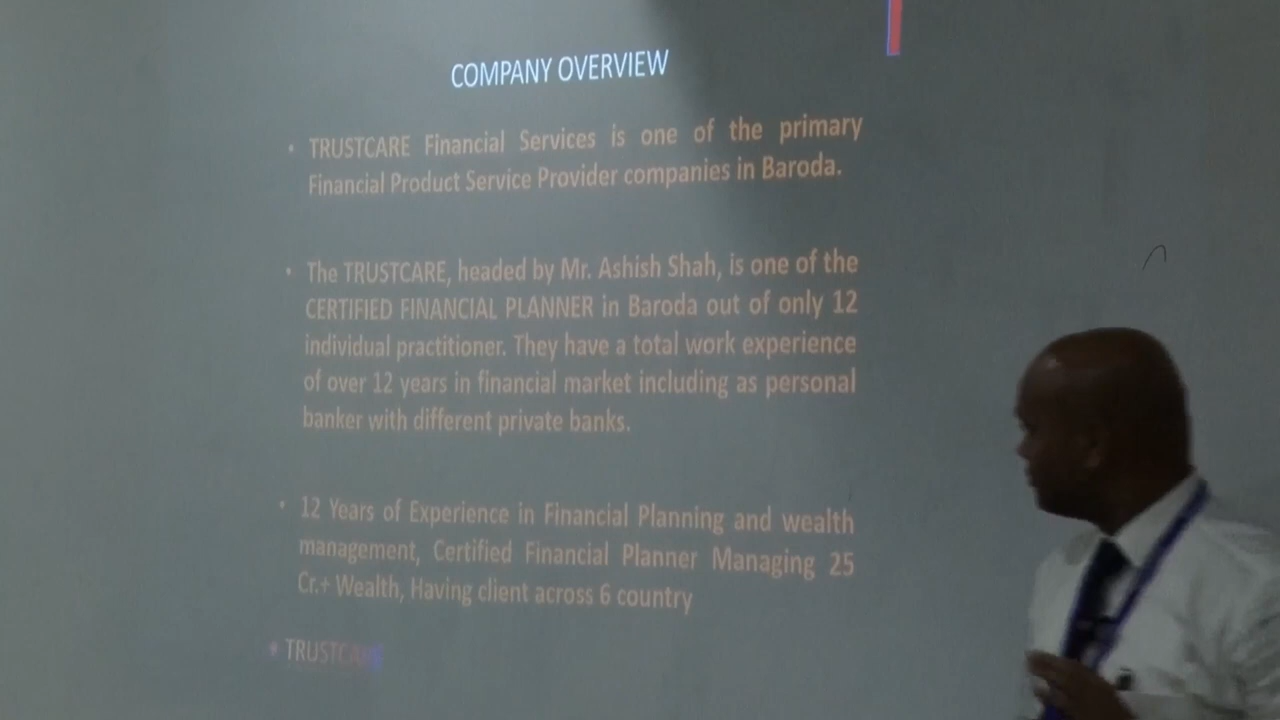 COMPANY OVERVIEW
• TRUSTCARE Financial Services is one of the primary
Financial Product Service Provider companies in Baroda.
• The TRUSTCARE, headed by Mr. Ashish Shah, is one of the
CERTIFIED FINANCIAL PLANNER in Baroda out of only 12
individual practitioner. They have a total work experience
of over 12 years in financial market including as personal
banker with different private banks.
• 12 Years of Experience in Financial Planning and wealth
management, Certified Financial Planner Managing 25
Cr.+ Wealth, Having client across 6 country
• TRUSTCARE